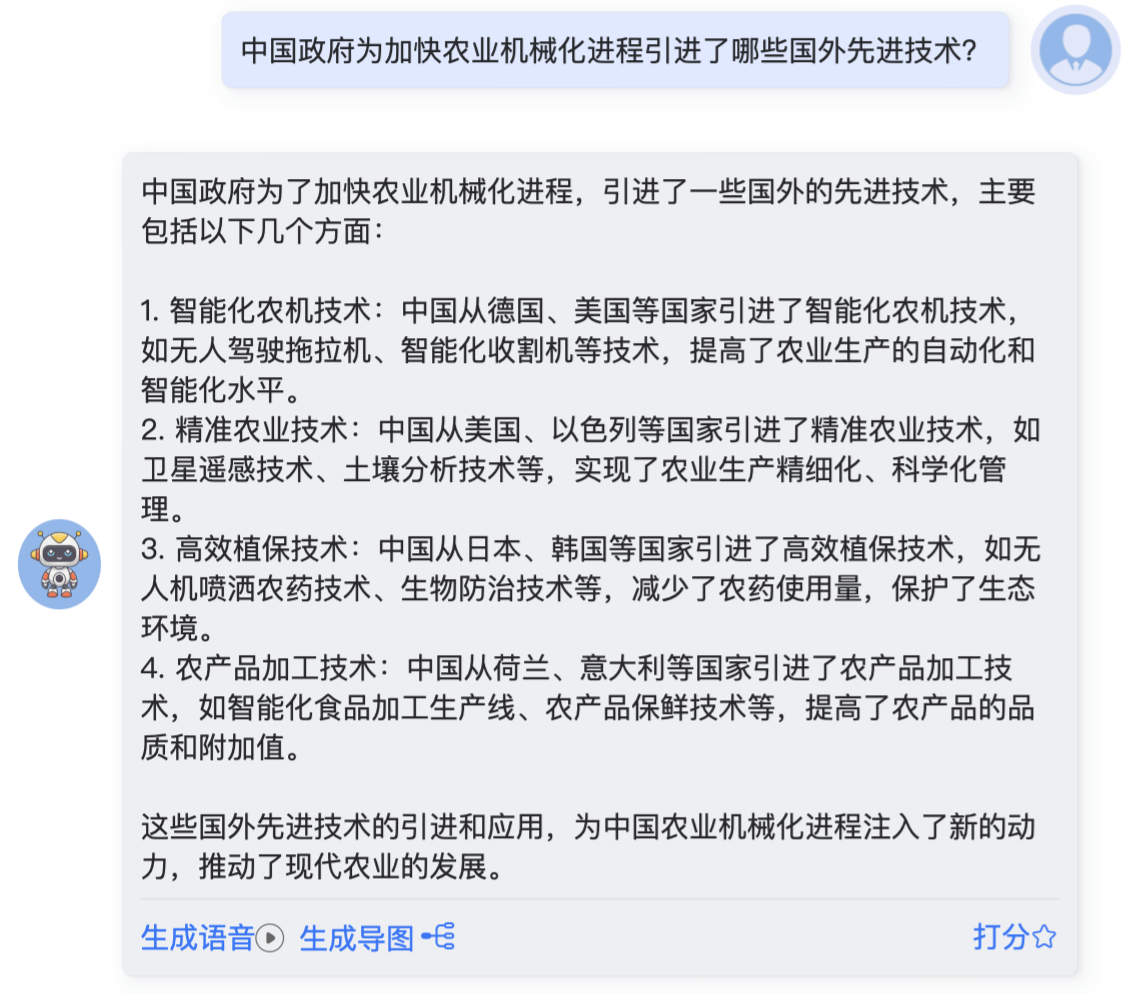 中国政府为加快农业机械化进程引进了哪些国外先进技术?
中国政府为了加快农业机械化进程，引进了一些国外的先进技术，主要
包括以下几个方面：
1. 智能化农机技术：中国从德国、美国等国家引进了智能化农机技术，
如无人驾驶拖拉机、智能化收割机等技术，提高了农业生产的自动化和
智能化水平。
2. 精准农业技术：中国从美国、以色列等国家引进了精准农业技术，如
卫星遥感技术、土壤分析技术等，实现了农业生产精细化、科学化管
理。
3. 高效植保技术：中国从日本、韩国等国家引进了高效植保技术，如无
人机喷洒农药技术、生物防治技术等，减少了农药使用量，保护了生态
环境。
4. 农产品加工技术：中国从荷兰、意大利等国家引进了农产品加工技
术，如智能化食品加工生产线、农产品保鲜技术等，提高了农产品的品
质和附加值。
这些国外先进技术的引进和应用，为中国农业机械化进程注入了新的动
力，推动了现代农业的发展。
生成语音 生成导图 打分